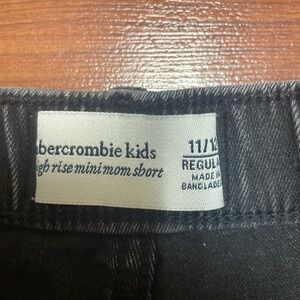 abercrombie kids
high rise mini mom short
11/12
REGULAR
MADE IN
BANGLADESH